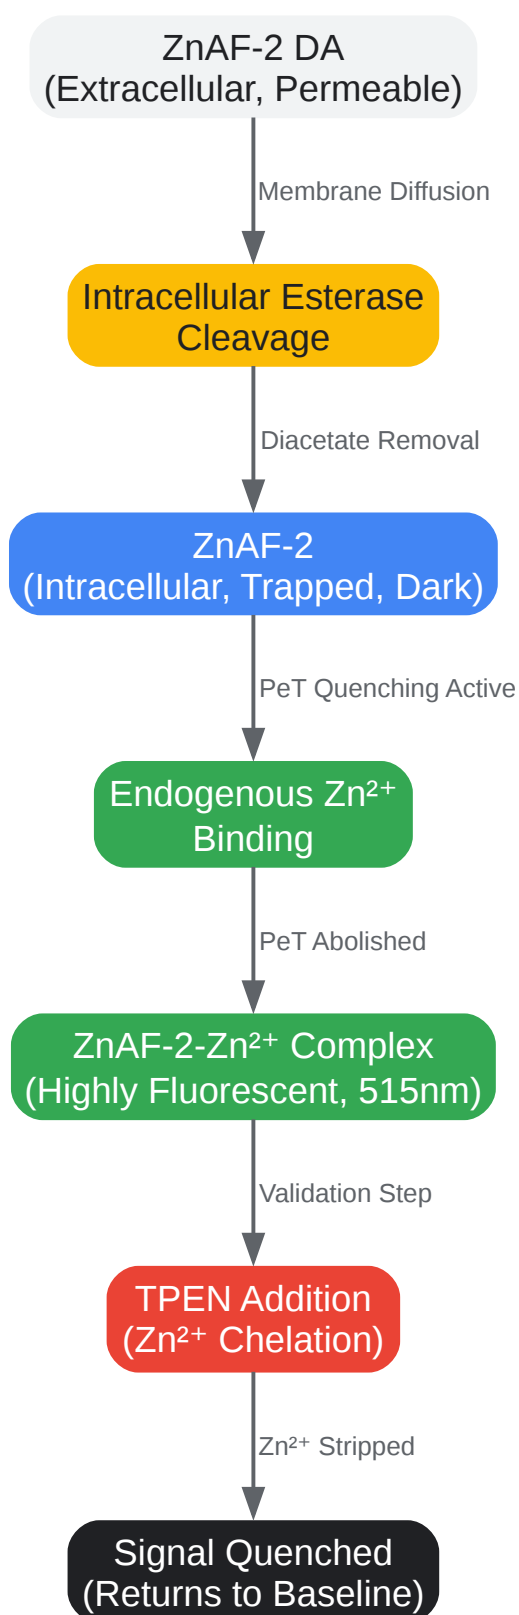 ZnAF-2 DA
(Extracellular, Permeable)
Membrane Diffusion
Intracellular Esterase
Cleavage
Diacetate Removal
ZnAF-2
(Intracellular, Trapped, Dark)
PeT Quenching Active
Endogenous Zn²⁺
Binding
PeT Abolished
ZnAF-2-Zn²⁺ Complex
(Highly Fluorescent, 515nm)
Validation Step
TPEN Addition
(Zn²⁺ Chelation)
Zn²⁺ Stripped
Signal Quenched
(Returns to Baseline)